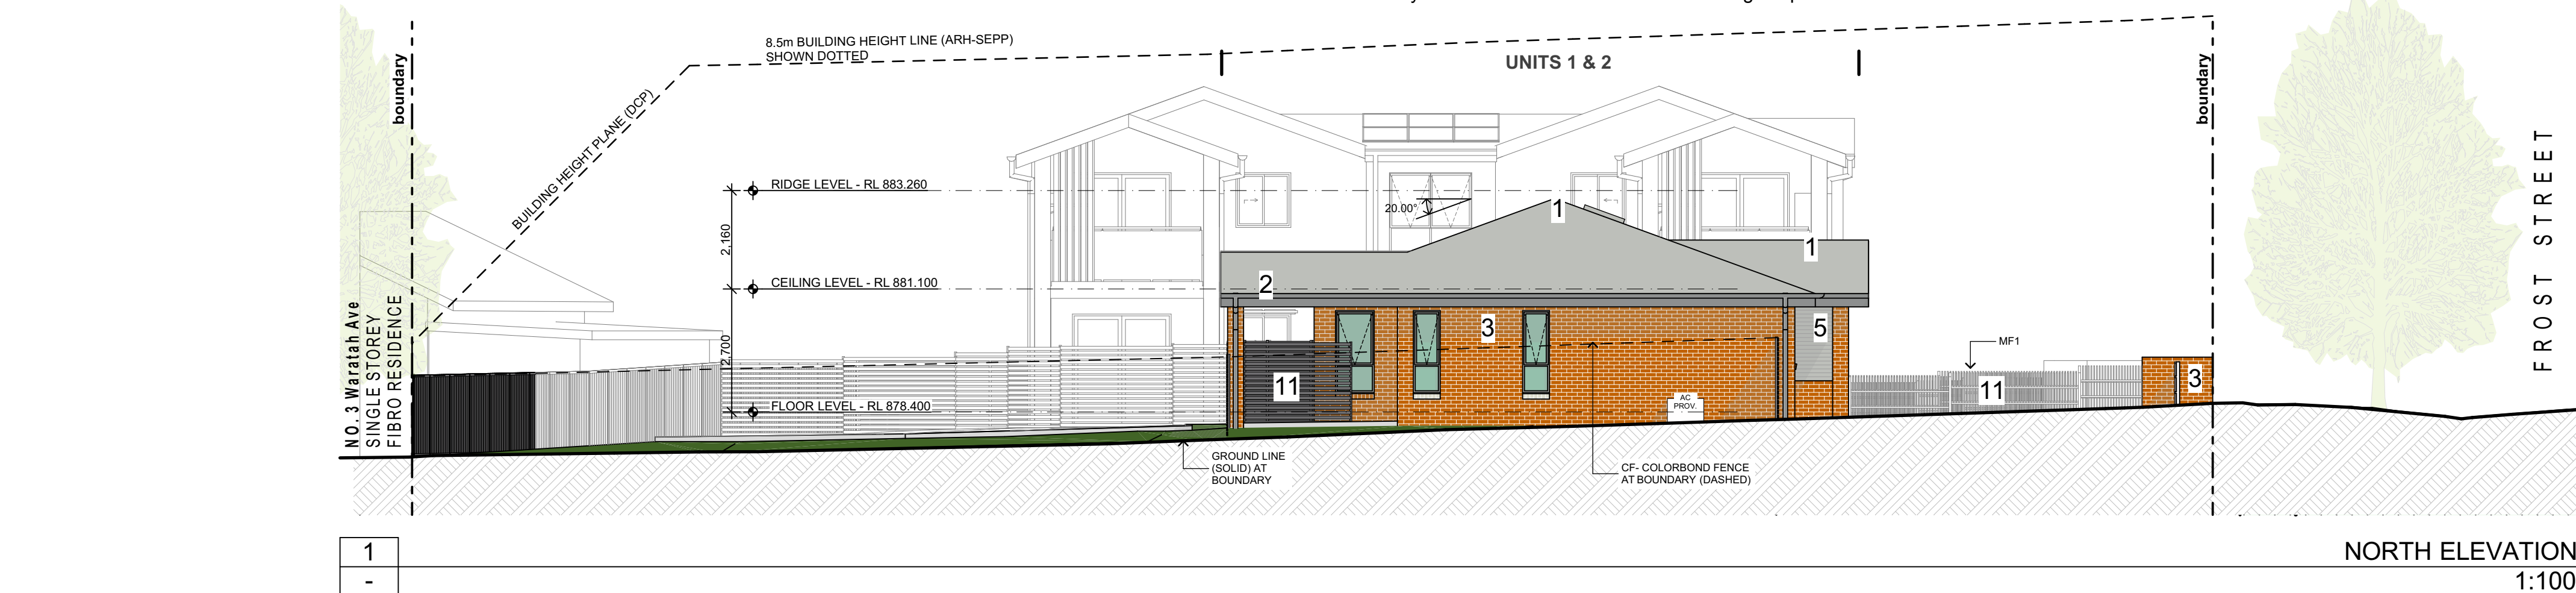 8.5m BUILDING HEIGHT LINE (ARH-SEPP)
SHOWN DOTTED
UNITS 1 & 2
boundary
boundary
BUILDING HEIGHT PLANE (DCP)
RIDGE LEVEL - RL 883.260
20.00°
1
1
2,160
CEILING LEVEL - RL 881.100
2
3
5
2,700
MF1
11
11
3
FLOOR LEVEL - RL 878.400
AC
PROV.
NO. 3 Waratah Ave
SINGLE STOREY
FIBRO RESIDENCE
FROST STREET
GROUND LINE
(SOLID) AT
BOUNDARY
CF- COLORBOND FENCE
AT BOUNDARY (DASHED)
1
-
NORTH ELEVATION
1:100